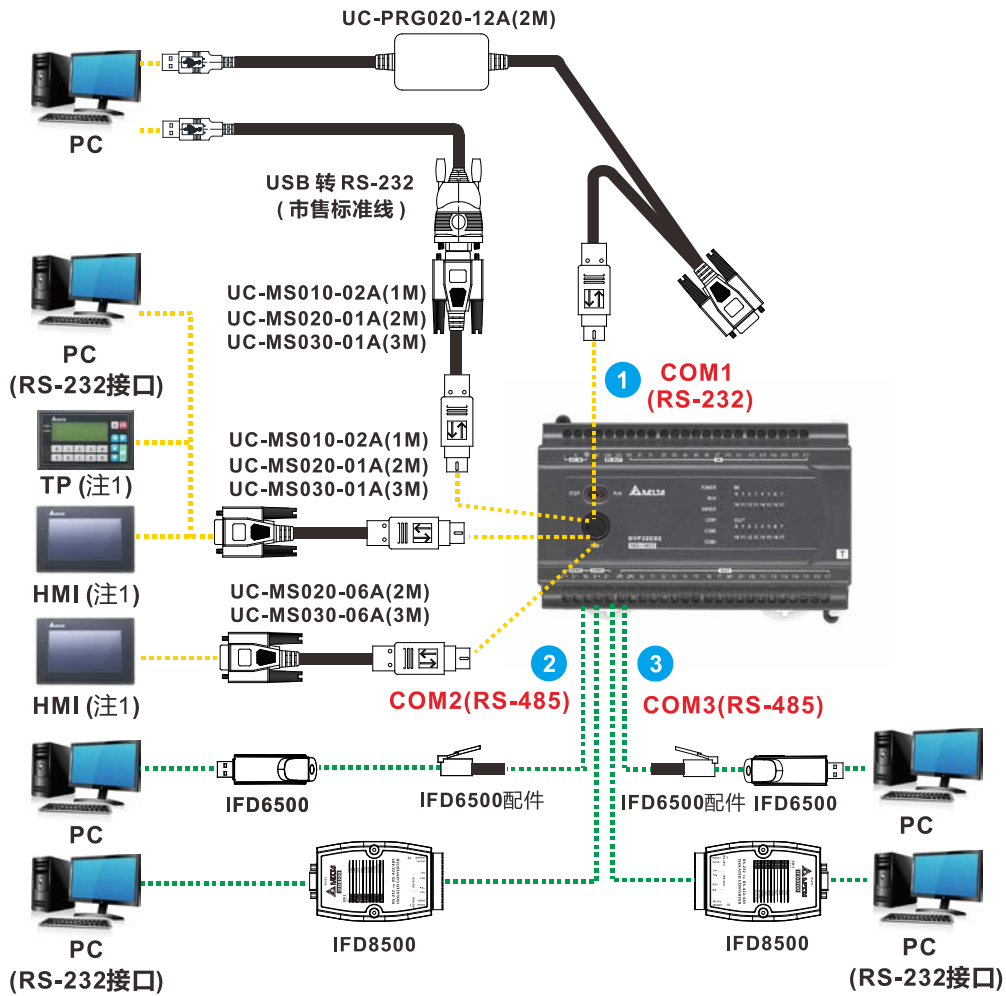 UC-PRG020-12A(2M)
PC
USB 转 RS-232
(市售标准线)
UC-MS010-02A(1M)
UC-MS020-01A(2M)
UC-MS030-01A(3M)
PC
(RS-232接口)
1
COM1
(RS-232)
TP (注1)
UC-MS010-02A(1M)
UC-MS020-01A(2M)
UC-MS030-01A(3M)
STOP
RUN
DELTA
HMI (注1)
UC-MS020-06A(2M)
UC-MS030-06A(3M)
HMI (注1)
2
COM2(RS-485)
3
COM3(RS-485)
PC
IFD6500
IFD6500配件
IFD6500配件
IFD6500
PC
PC
(RS-232接口)
IFD8500
IFD8500
PC
(RS-232接口)